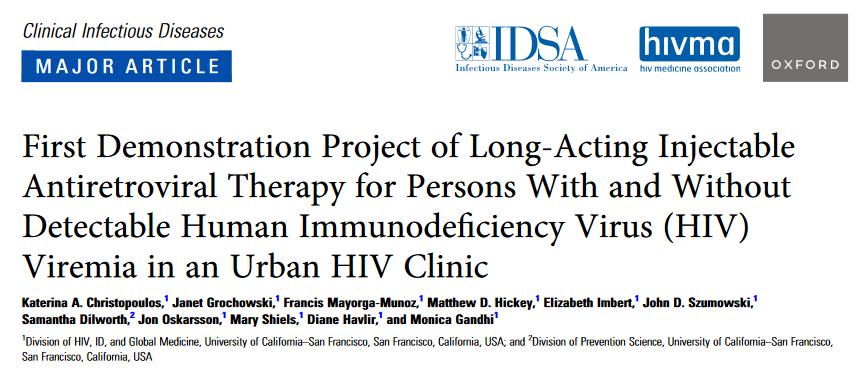 Clinical Infectious Diseases
MAJOR ARTICLE
IDSA
Infectious Diseases Society of America
hivma
hiv medicine association
OXFORD
First Demonstration Project of Long-Acting Injectable
Antiretroviral Therapy for Persons With and Without
Detectable Human Immunodeficiency Virus (HIV)
Viremia in an Urban HIV Clinic
Katerina A. Christopoulos,1 Janet Grochowski,1 Francis Mayorga-Munoz,1 Matthew D. Hickey,1 Elizabeth Imbert,1 John D. Szumowski,1
Samantha Dilworth,2 Jon Oskarsson,1 Mary Shiels,1 Diane Havlir,1 and Monica Gandhi1
1Division of HIV, ID, and Global Medicine, University of California–San Francisco, San Francisco, California, USA; and 2Division of Prevention Science, University of California–San Francisco,
San Francisco, California, USA